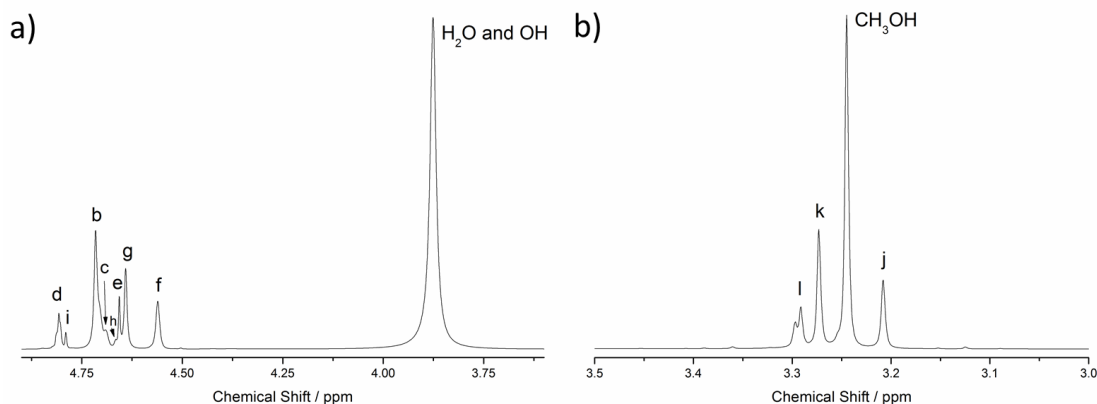 a)
H₂O and OH
b
c
g
d
e
f
i
h
4.75
4.50
4.25
4.00
3.75
Chemical Shift / ppm
b)
CH₃OH
k
j
l
3.5
3.4
3.3
3.2
3.1
3.0
Chemical Shift / ppm